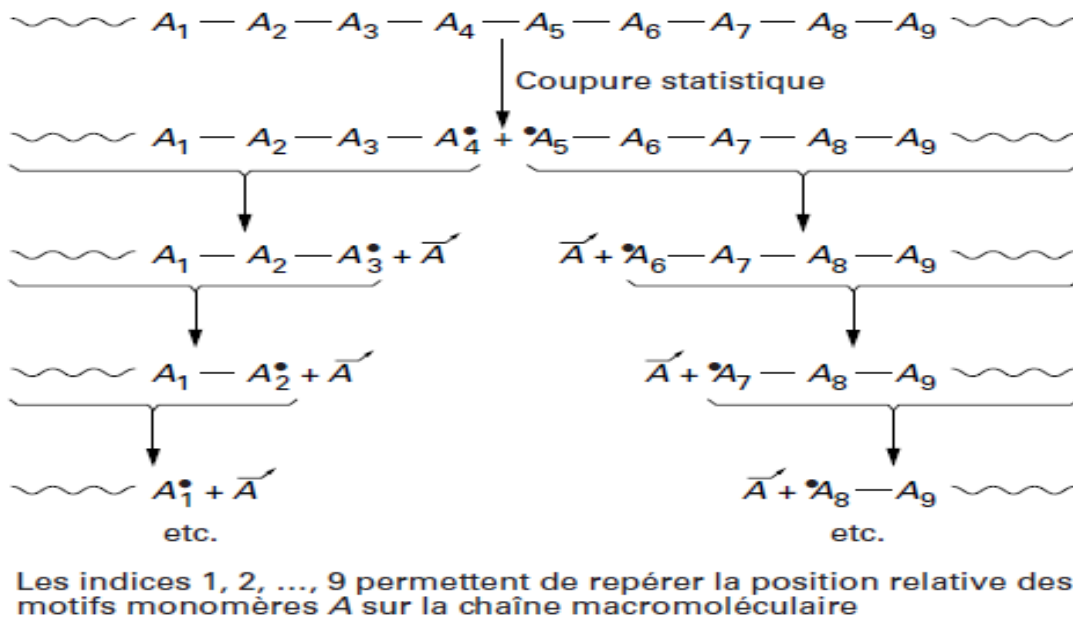 A₁ — A₂ — A₃ — A₄ — A₅ — A₆ — A₇ — A₈ — A₉
Coupure statistique
A₁ — A₂ — A₃ — A₄• + •A₅ — A₆ — A₇ — A₈ — A₉
A₁ — A₂ — A₃• + A A + •A₆ — A₇ — A₈ — A₉
A₁ — A₂• + A A + •A₇ — A₈ — A₉
A₁• + A A + •A₈ — A₉
etc. etc.
Les indices 1, 2, ..., 9 permettent de repérer la position relative des
motifs monomères A sur la chaîne macromoléculaire